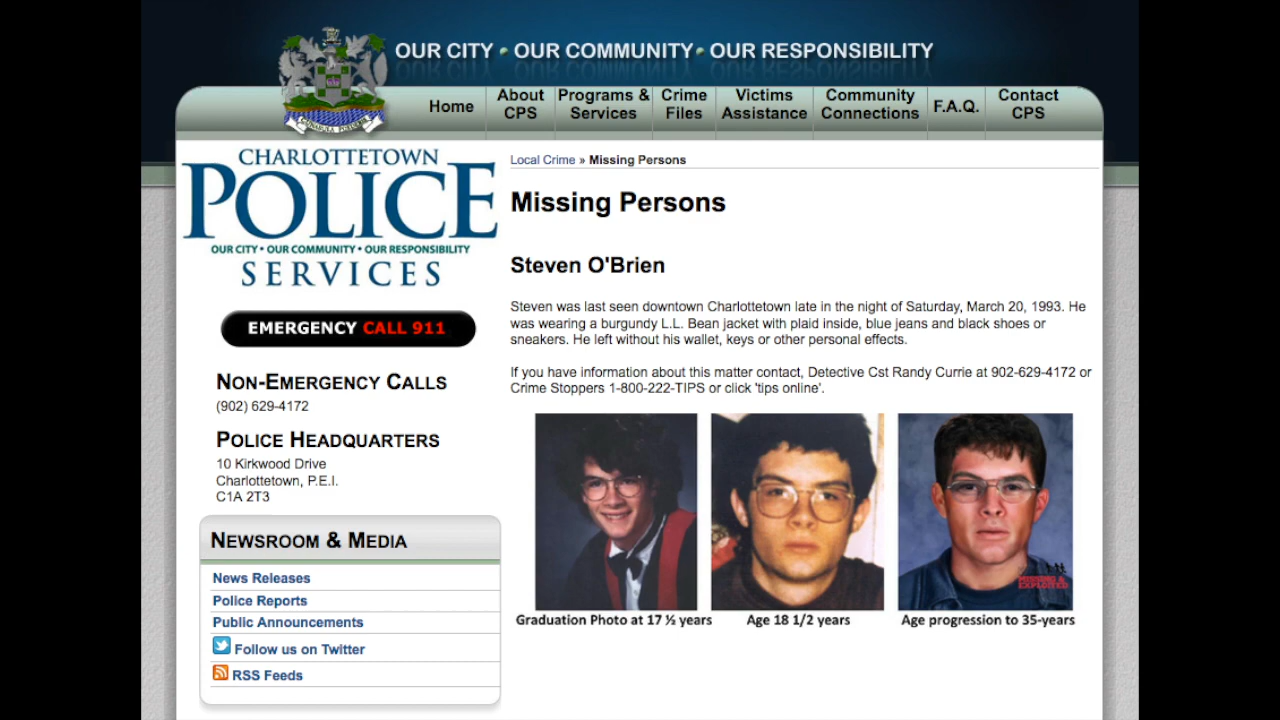 OUR CITY • OUR COMMUNITY • OUR RESPONSIBILITY
Home
About CPS
Programs & Services
Crime Files
Victims Assistance
Community Connections
F.A.Q.
Contact CPS
CHARLOTTETOWN
POLICE
OUR CITY • OUR COMMUNITY • OUR RESPONSIBILITY
SERVICES
EMERGENCY CALL 911
NON-EMERGENCY CALLS
(902) 629-4172
POLICE HEADQUARTERS
10 Kirkwood Drive
Charlottetown, P.E.I.
C1A 2T3
NEWSROOM & MEDIA
News Releases
Police Reports
Public Announcements
Follow us on Twitter
RSS Feeds
Local Crime » Missing Persons
Missing Persons
Steven O'Brien
Steven was last seen downtown Charlottetown late in the night of Saturday, March 20, 1993. He
was wearing a burgundy L.L. Bean jacket with plaid inside, blue jeans and black shoes or
sneakers. He left without his wallet, keys or other personal effects.
If you have information about this matter contact, Detective Cst Randy Currie at 902-629-4172 or
Crime Stoppers 1-800-222-TIPS or click 'tips online'.
MISSING &
EXPLOITED
Graduation Photo at 17 ½ years
Age 18 1/2 years
Age progression to 35-years